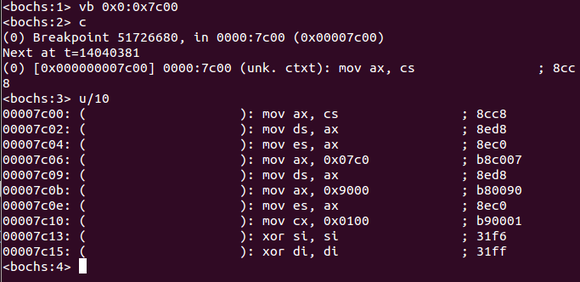 <bochs:1> vb 0x0:0x7c00
<bochs:2> c
(0) Breakpoint 51726680, in 0000:7c00 (0x00007c00)
Next at t=14040381
(0) [0x000000007c00] 0000:7c00 (unk. ctxt): mov ax, cs                ; 8cc
8
<bochs:3> u/10
00007c00: (                    ): mov ax, cs                ; 8cc8
00007c02: (                    ): mov ds, ax                ; 8ed8
00007c04: (                    ): mov es, ax                ; 8ec0
00007c06: (                    ): mov ax, 0x07c0            ; b8c007
00007c09: (                    ): mov ds, ax                ; 8ed8
00007c0b: (                    ): mov ax, 0x9000            ; b80090
00007c0e: (                    ): mov es, ax                ; 8ec0
00007c10: (                    ): mov cx, 0x0100            ; b90001
00007c13: (                    ): xor si, si                ; 31f6
00007c15: (                    ): xor di, di                ; 31ff
<bochs:4>